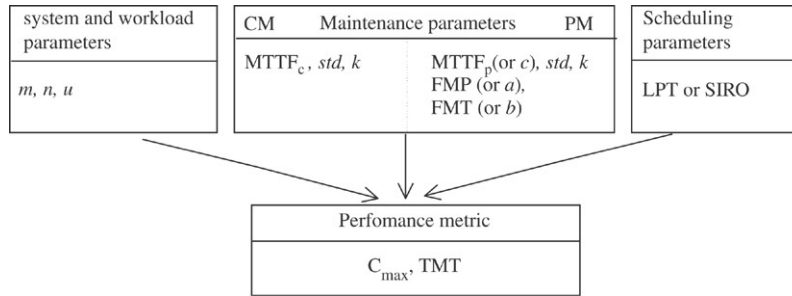 system and workload
parameters
m, n, u
CM Maintenance parameters PM
MTTFc, std, k
MTTFp(or c), std, k
FMP (or a),
FMT (or b)
Scheduling
parameters
LPT or SIRO
Perfomance metric
Cmax, TMT